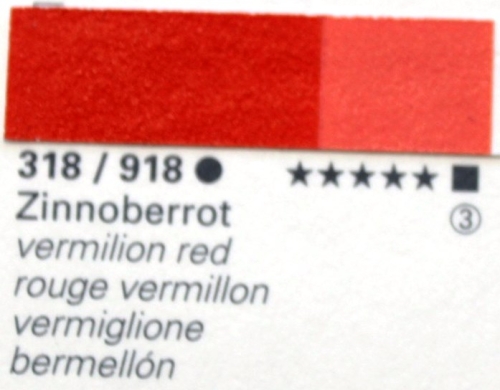 318 / 918 ● ★★★★★ ■
Zinnoberrot ③
vermilion red
rouge vermillon
vermiglione
bermellón